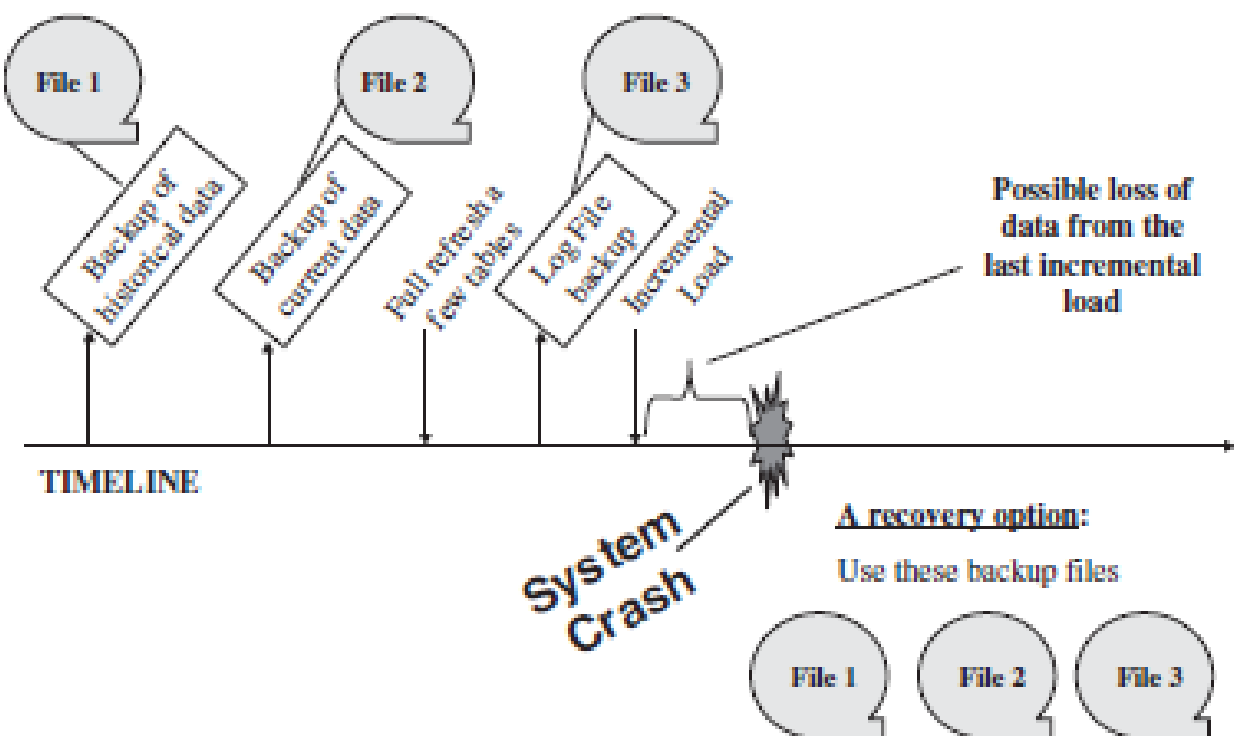 File 1
File 2
File 3
Backup of
historical data
Backup of
current data
Full refresh a
few tables
Log File
backup
Incremental
Load
Possible loss of
data from the
last incremental
load
TIMELINE
System
Crash
A recovery option:
Use these backup files
File 1
File 2
File 3